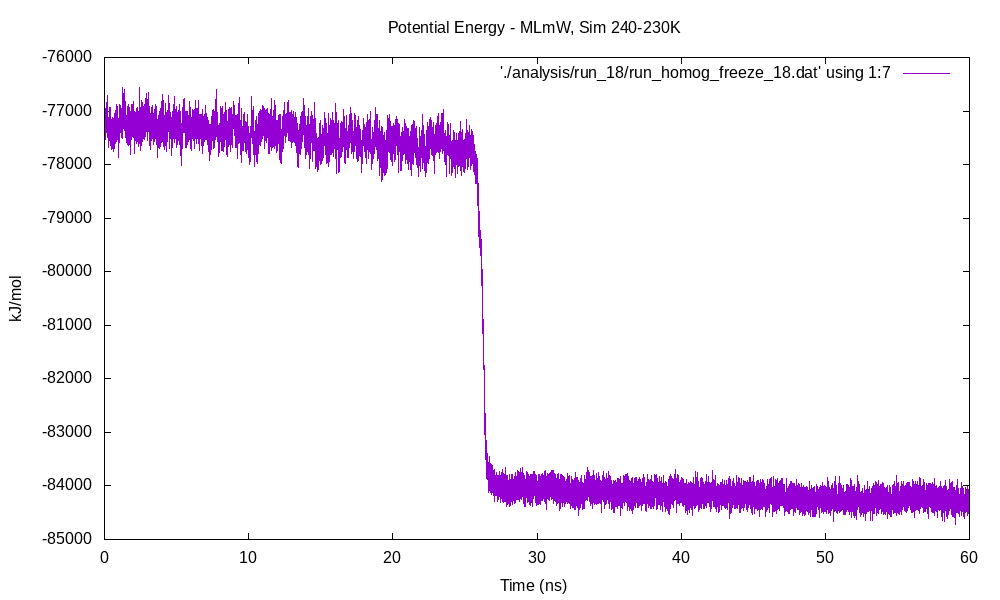 Potential Energy - MLmW, Sim 240-230K
'./analysis/run_18/run_homog_freeze_18.dat' using 1:7
kJ/mol
-76000
-77000
-78000
-79000
-80000
-81000
-82000
-83000
-84000
-85000
0 10 20 30 40 50 60
Time (ns)